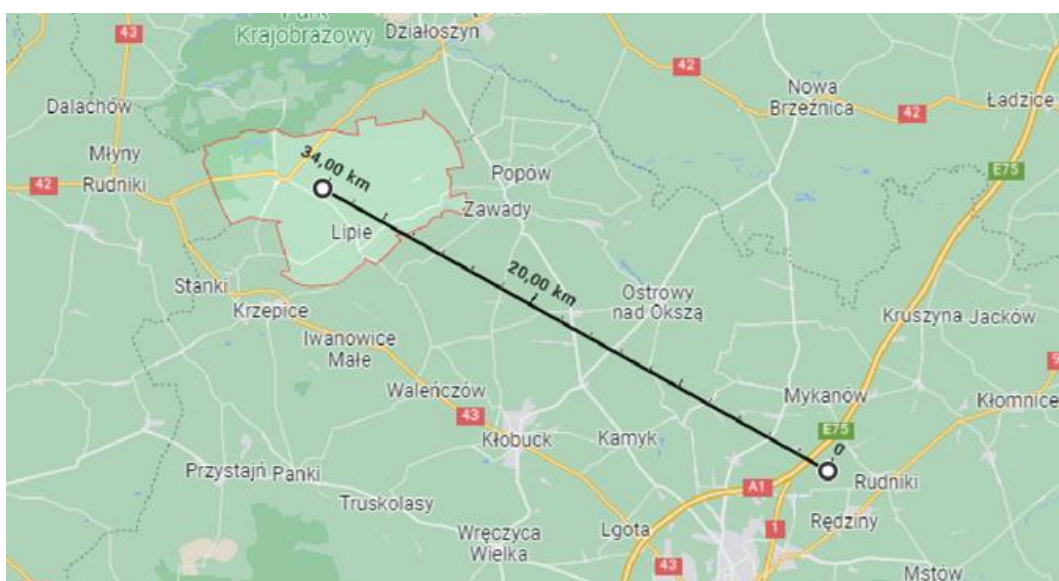 Park
Krajobrazowy
Działoszyn
43
42
Nowa
Brzeźnica
Ładzice
Dalachów
42
Młyny
34,00 km
E75
42
Rudniki
Popów
Zawady
Lipie
Stanki
20,00 km
Ostrowy
nad Okszą
Krzepice
Kruszyna
Jacków
Iwanowice
Małe
Waleńczów
Mykanów
Kłomnice
43
E75
Kłobuck
Kamyk
0
Przystajń
Panki
Rudniki
A1
Truskolasy
Rędziny
Wręczyca
Wielka
Lgota
1
43
Mstów